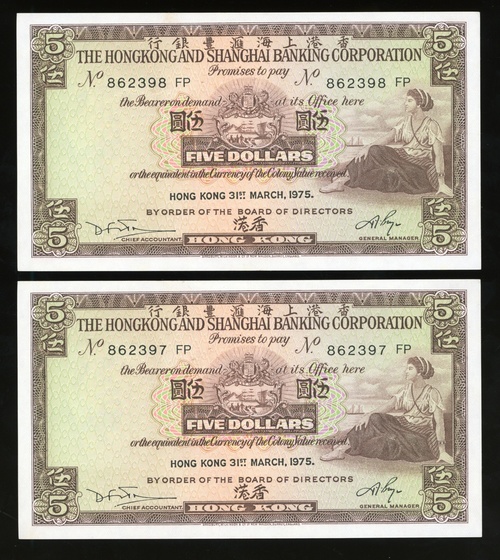 5 行銀豐滙海上港香 5
伍 THE HONGKONG AND SHANGHAI BANKING CORPORATION 伍
Promises to pay
Nº 862398 FP Nº 862398 FP
the Bearer on demand at its Office here
圓伍 圓伍
FIVE DOLLARS
or the equivalent in the Currency of the Colony Value received
HONG KONG 31ST MARCH, 1975.
BY ORDER OF THE BOARD OF DIRECTORS
伍 港香 伍
5 CHIEF ACCOUNTANT. HONG KONG GENERAL MANAGER 5
5 行銀豐滙海上港香 5
伍 THE HONGKONG AND SHANGHAI BANKING CORPORATION 伍
Promises to pay
Nº 862397 FP Nº 862397 FP
the Bearer on demand at its Office here
圓伍 圓伍
FIVE DOLLARS
or the equivalent in the Currency of the Colony Value received
HONG KONG 31ST MARCH, 1975.
BY ORDER OF THE BOARD OF DIRECTORS
伍 港香 伍
5 CHIEF ACCOUNTANT. HONG KONG GENERAL MANAGER 5